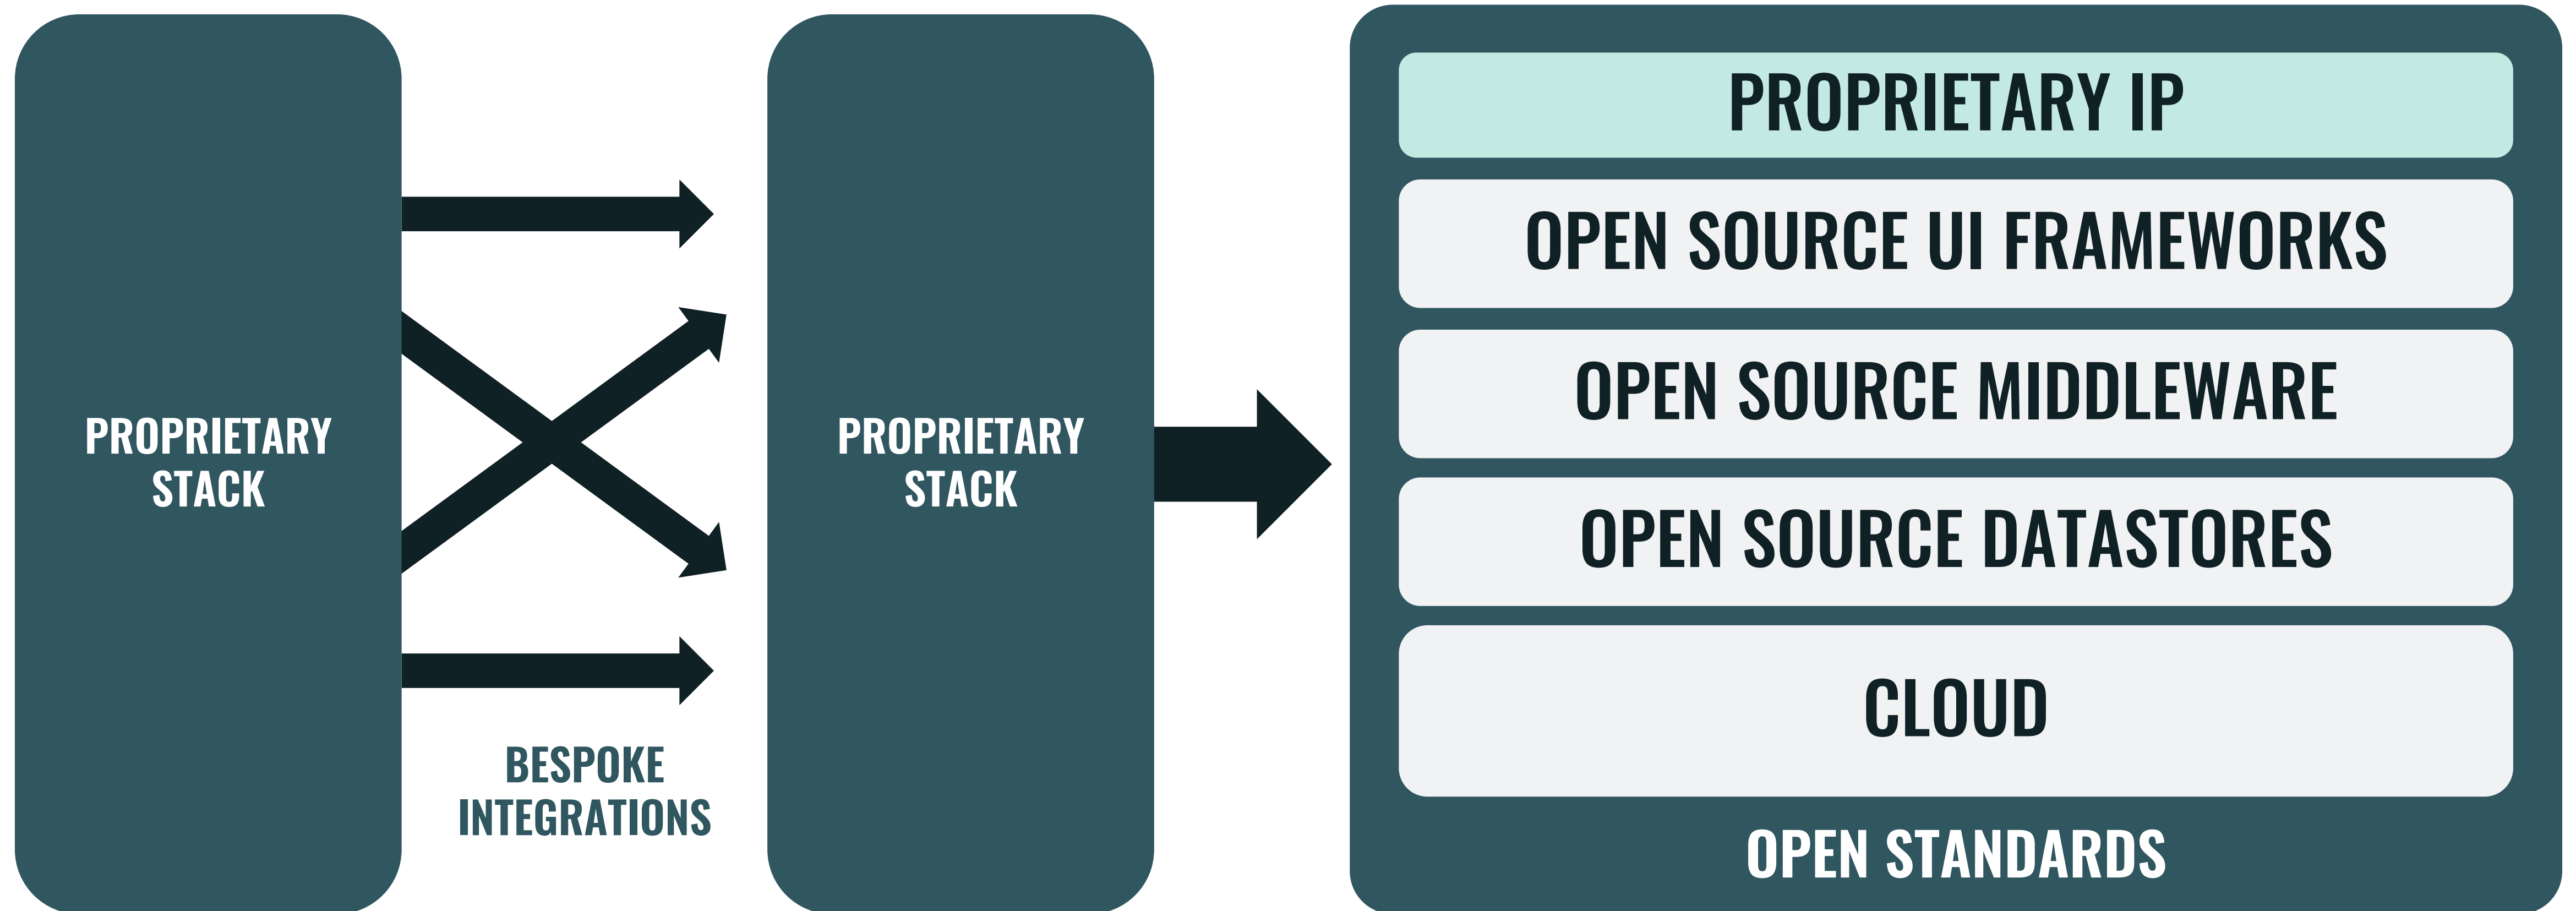 PROPRIETARY
STACK
BESPOKE
INTEGRATIONS
PROPRIETARY
STACK
PROPRIETARY IP
OPEN SOURCE UI FRAMEWORKS
OPEN SOURCE MIDDLEWARE
OPEN SOURCE DATASTORES
CLOUD
OPEN STANDARDS